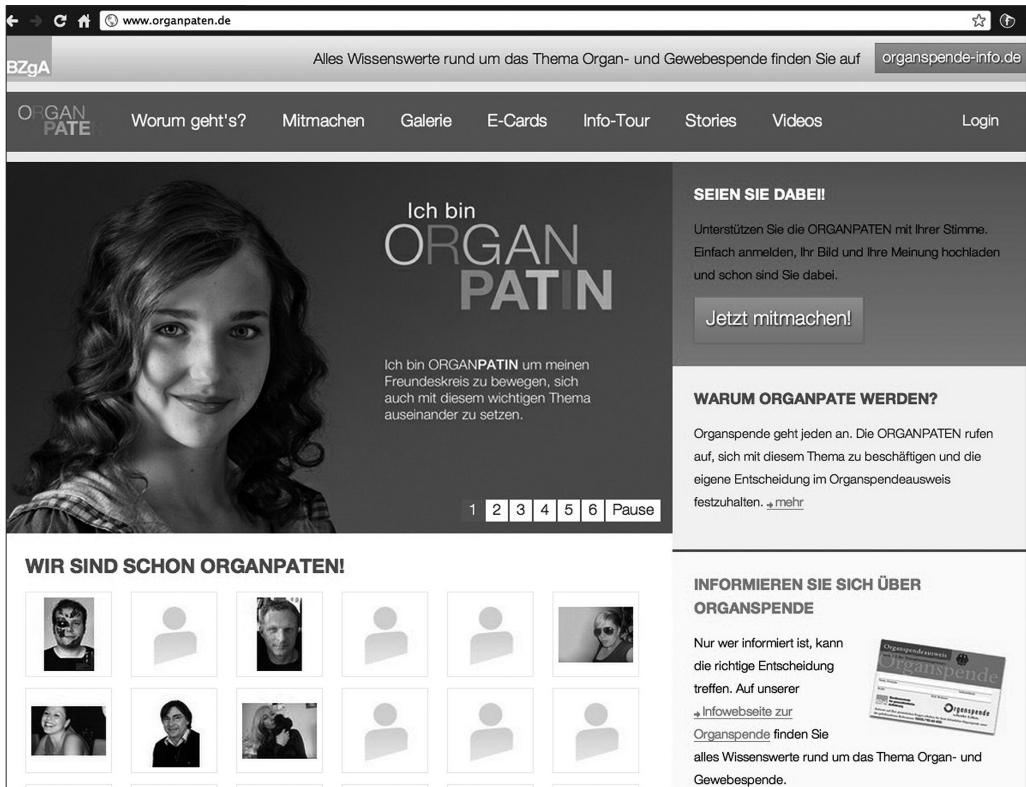 www.organpaten.de
BZgA
Alles Wissenswerte rund um das Thema Organ- und Gewebespende finden Sie auf organspende-info.de
ORGAN
PATEN
Worum geht's? Mitmachen Galerie E-Cards Info-Tour Stories Videos Login
Ich bin
ORGAN
PATIN
Ich bin ORGANPATIN um meinen
Freundeskreis zu bewegen, sich
auch mit diesem wichtigen Thema
auseinander zu setzen.
1 2 3 4 5 6 Pause
SEIEN SIE DABEI!
Unterstützen Sie die ORGANPATEN mit Ihrer Stimme.
Einfach anmelden, Ihr Bild und Ihre Meinung hochladen
und schon sind Sie dabei.
Jetzt mitmachen!
WARUM ORGANPATE WERDEN?
Organspende geht jeden an. Die ORGANPATEN rufen
auf, sich mit diesem Thema zu beschäftigen und die
eigene Entscheidung im Organspendeausweis
festzuhalten. mehr
WIR SIND SCHON ORGANPATEN!
INFORMIEREN SIE SICH ÜBER
ORGANSPENDE
Nur wer informiert ist, kann
die richtige Entscheidung
treffen. Auf unserer
Infowebseite zur
Organspende finden Sie
alles Wissenswerte rund um das Thema Organ- und
Gewebespende.
Organspendeausweis
Organspende
Organspende